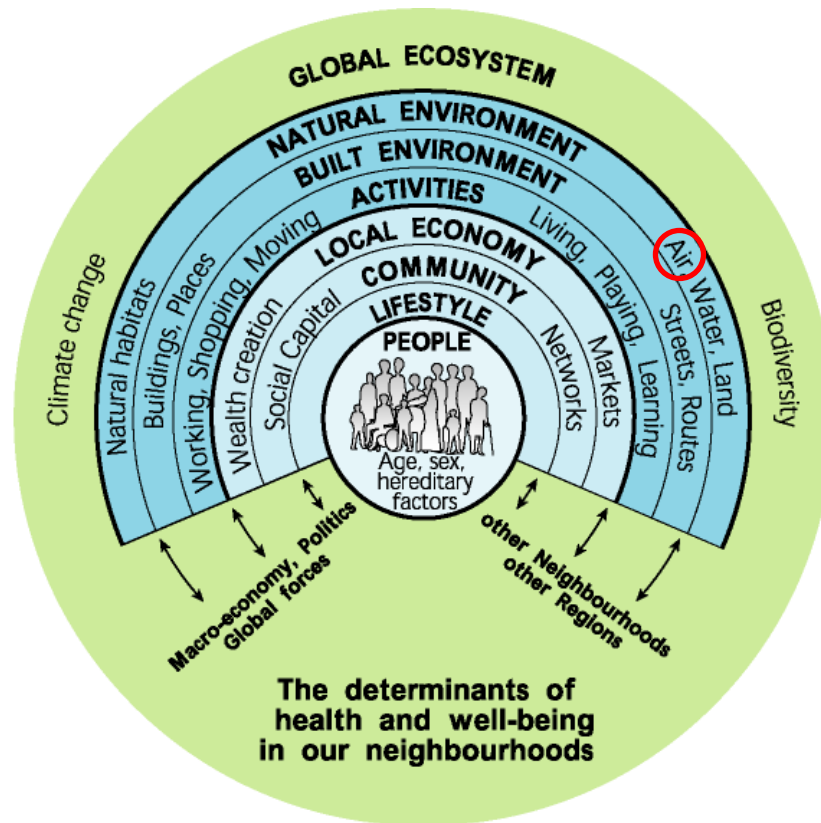 GLOBAL ECOSYSTEM
NATURAL ENVIRONMENT
BUILT ENVIRONMENT
ACTIVITIES
LOCAL ECONOMY
COMMUNITY
LIFESTYLE
PEOPLE
Age, sex,
hereditary
factors
Climate change
Natural habitats
Buildings, Places
Working, Shopping, Moving
Wealth creation
Social Capital
Networks
Markets
Living, Playing, Learning
Streets, Routes
Air, Water, Land
Biodiversity
Macro-economy, Politics
Global forces
other Neighbourhoods
other Regions
The determinants of
health and well-being
in our neighbourhoods